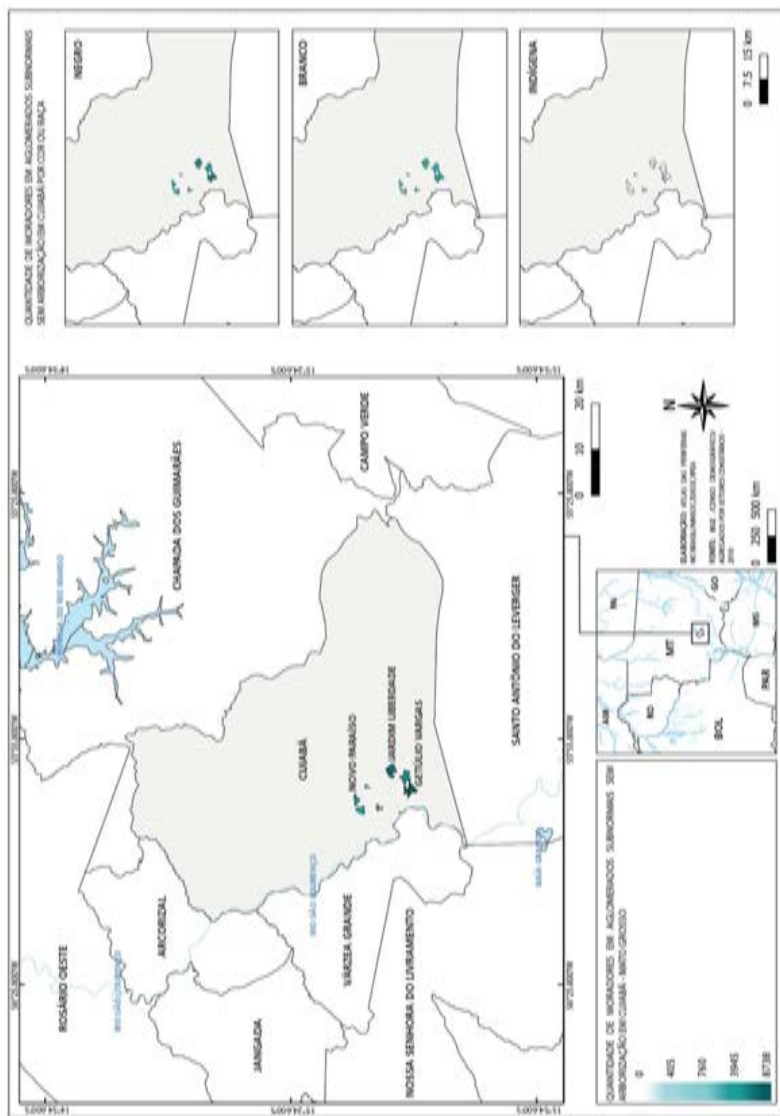 QUANTIDADE DE MORADORES EM AGLOMERADOS SUBNORMAIS
SEM ARBORIZAÇÃO EM CUIABÁ POR COR OU RAÇA
NEGRO
BRANCO
INDÍGENA
0 7.5 15 km
ROSÁRIO OESTE
CHAPADA DOS GUIMARÃES
ARCORIZAL
JANGADA
CUIABÁ
CAMPO VERDE
NOVO PARAÍSO
JARDIM LIBERDADE
GETÚLIO VARGAS
VÁRZEA GRANDE
NOSSA SENHORA DO LIVRAMENTO
SANTO ANTÔNIO DO LEVERGER
RIO SÃO LOURENÇO
0 10 20 km
N
0 250 500 km
MT
GO
RO
BOL
MS
PAR
QUANTIDADE DE MORADORES EM AGLOMERADOS SUBNORMAIS SEM
ARBORIZAÇÃO EM CUIABÁ - MATO GROSSO
0
405
760
3945
8738